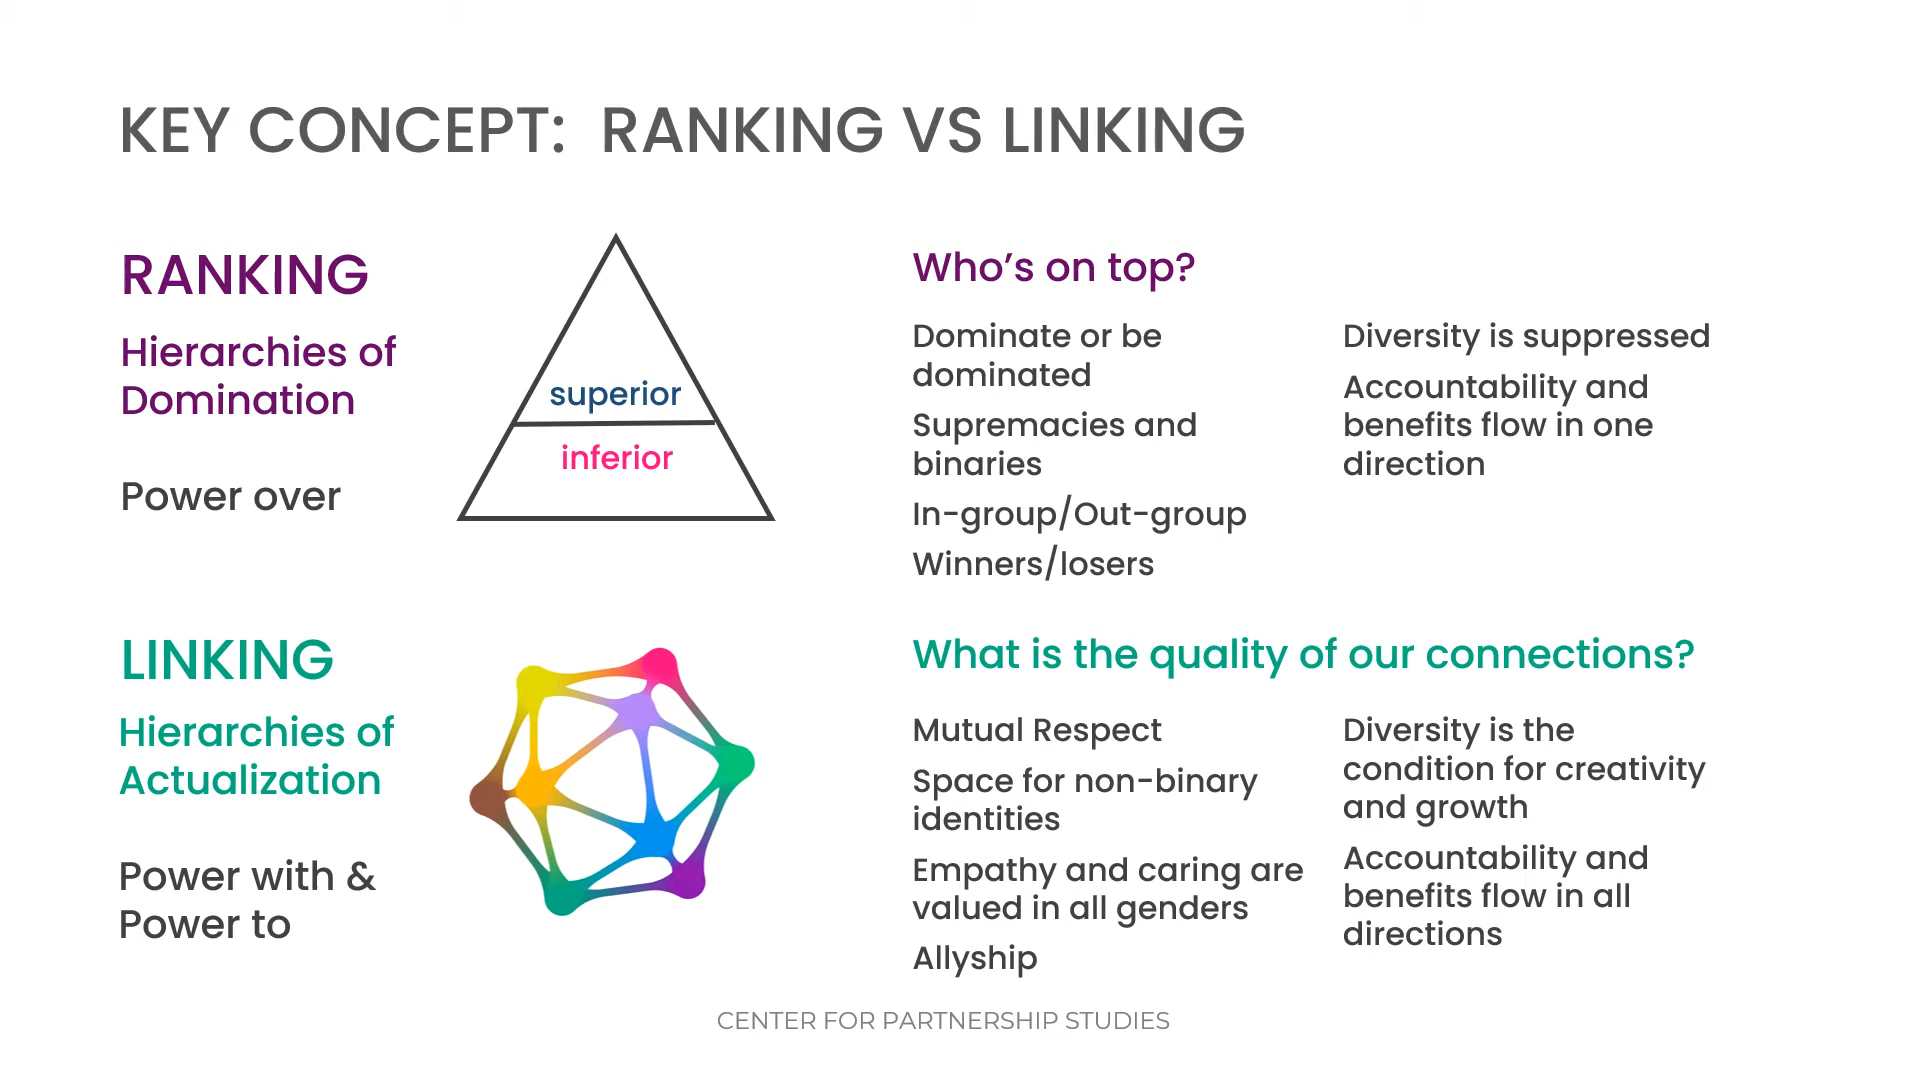 KEY CONCEPT: RANKING VS LINKING
RANKING
Hierarchies of
Domination
Power over
superior
inferior
Who's on top?
Dominate or be
dominated
Supremacies and
binaries
In-group/Out-group
Winners/losers
Diversity is suppressed
Accountability and
benefits flow in one
direction
LINKING
Hierarchies of
Actualization
Power with &
Power to
What is the quality of our connections?
Mutual Respect
Space for non-binary
identities
Empathy and caring are
valued in all genders
Allyship
Diversity is the
condition for creativity
and growth
Accountability and
benefits flow in all
directions
CENTER FOR PARTNERSHIP STUDIES